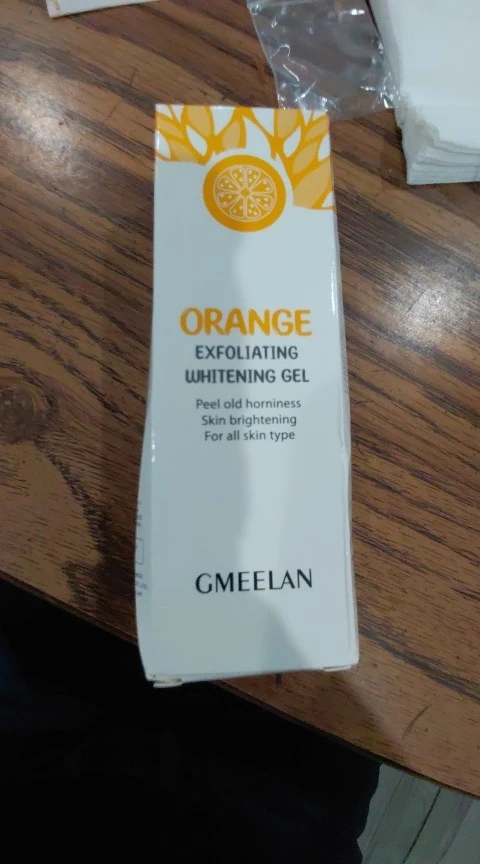 ORANGE
EXFOLIATING
WHITENING GEL
Peel old horniness
Skin brightening
For all skin type
GMEELAN